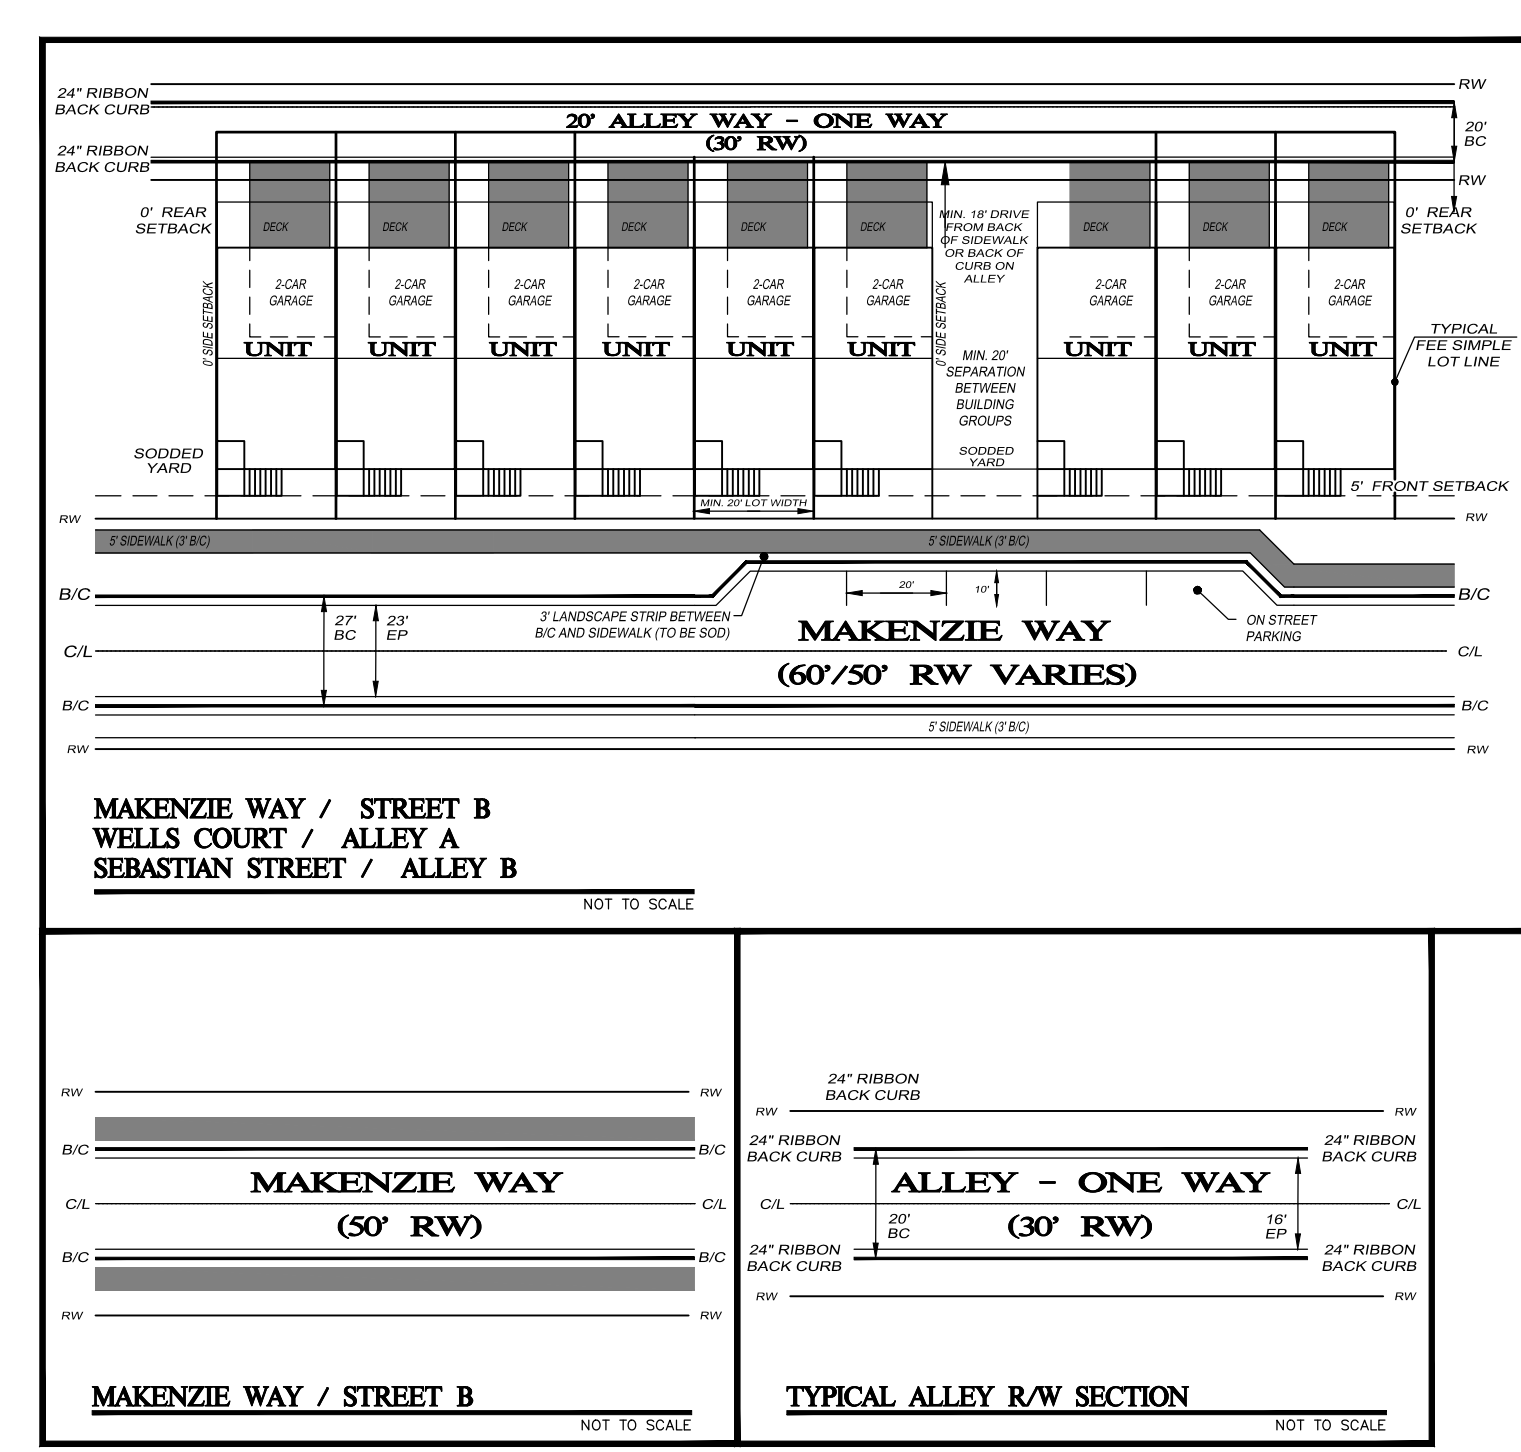 24" RIBBON
BACK CURB
RW
20' ALLEY WAY - ONE WAY
(30' RW)
20'
BC
24" RIBBON
BACK CURB
RW
0' REAR
SETBACK
DECK
DECK
DECK
DECK
DECK
DECK
MIN. 18' DRIVE
FROM BACK
OF SIDEWALK
OR BACK OF
CURB ON
ALLEY
DECK
DECK
DECK
0' REAR
SETBACK
0' SIDE SETBACK
2-CAR
GARAGE
2-CAR
GARAGE
2-CAR
GARAGE
2-CAR
GARAGE
2-CAR
GARAGE
2-CAR
GARAGE
0' SIDE SETBACK
2-CAR
GARAGE
2-CAR
GARAGE
2-CAR
GARAGE
UNIT
UNIT
UNIT
UNIT
UNIT
UNIT
UNIT
UNIT
UNIT
TYPICAL
FEE SIMPLE
LOT LINE
MIN. 20'
SEPARATION
BETWEEN
BUILDING
GROUPS
SODDED
YARD
SODDED
YARD
5' FRONT SETBACK
MIN. 20' LOT WIDTH
RW
RW
5' SIDEWALK (3' B/C)
5' SIDEWALK (3' B/C)
B/C
B/C
20'
10'
27'
BC
23'
EP
3' LANDSCAPE STRIP BETWEEN
B/C AND SIDEWALK (TO BE SOD)
ON STREET
PARKING
MAKENZIE WAY
(60'/50' RW VARIES)
C/L
C/L
B/C
B/C
5' SIDEWALK (3' B/C)
RW
RW
MAKENZIE WAY / STREET B
WELLS COURT / ALLEY A
SEBASTIAN STREET / ALLEY B
NOT TO SCALE
RW
RW
B/C
B/C
MAKENZIE WAY
C/L
C/L
(50' RW)
B/C
B/C
RW
RW
MAKENZIE WAY / STREET B
NOT TO SCALE
24" RIBBON
BACK CURB
RW
RW
24" RIBBON
BACK CURB
24" RIBBON
BACK CURB
ALLEY - ONE WAY
C/L
C/L
20'
BC
(30' RW)
16'
EP
24" RIBBON
BACK CURB
24" RIBBON
BACK CURB
RW
RW
TYPICAL ALLEY R/W SECTION
NOT TO SCALE